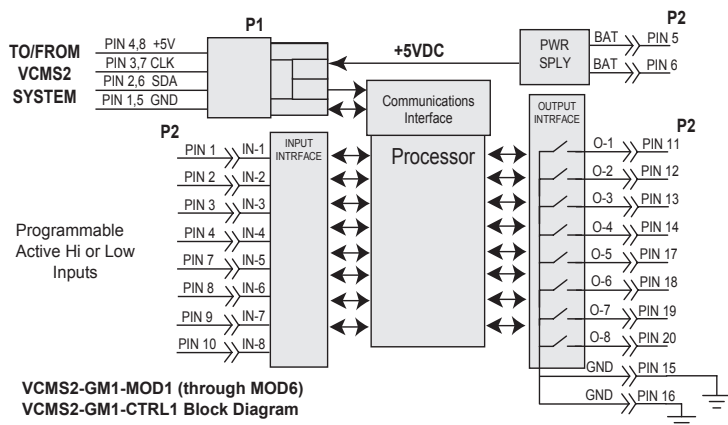 P1
P2
TO/FROM
VCMS2
SYSTEM
PIN 4,8 +5V
PIN 3,7 CLK
PIN 2,6 SDA
PIN 1,5 GND
+5VDC
PWR
SPLY
BAT PIN 5
BAT PIN 6
Communications
Interface
Processor
P2
INPUT
INTRFACE
PIN 1 IN-1
PIN 2 IN-2
PIN 3 IN-3
PIN 4 IN-4
PIN 7 IN-5
PIN 8 IN-6
PIN 9 IN-7
PIN 10 IN-8
Programmable
Active Hi or Low
Inputs
OUTPUT
INTRFACE
P2
O-1 PIN 11
O-2 PIN 12
O-3 PIN 13
O-4 PIN 14
O-5 PIN 17
O-6 PIN 18
O-7 PIN 19
O-8 PIN 20
GND PIN 15
GND PIN 16
VCMS2-GM1-MOD1 (through MOD6)
VCMS2-GM1-CTRL1 Block Diagram